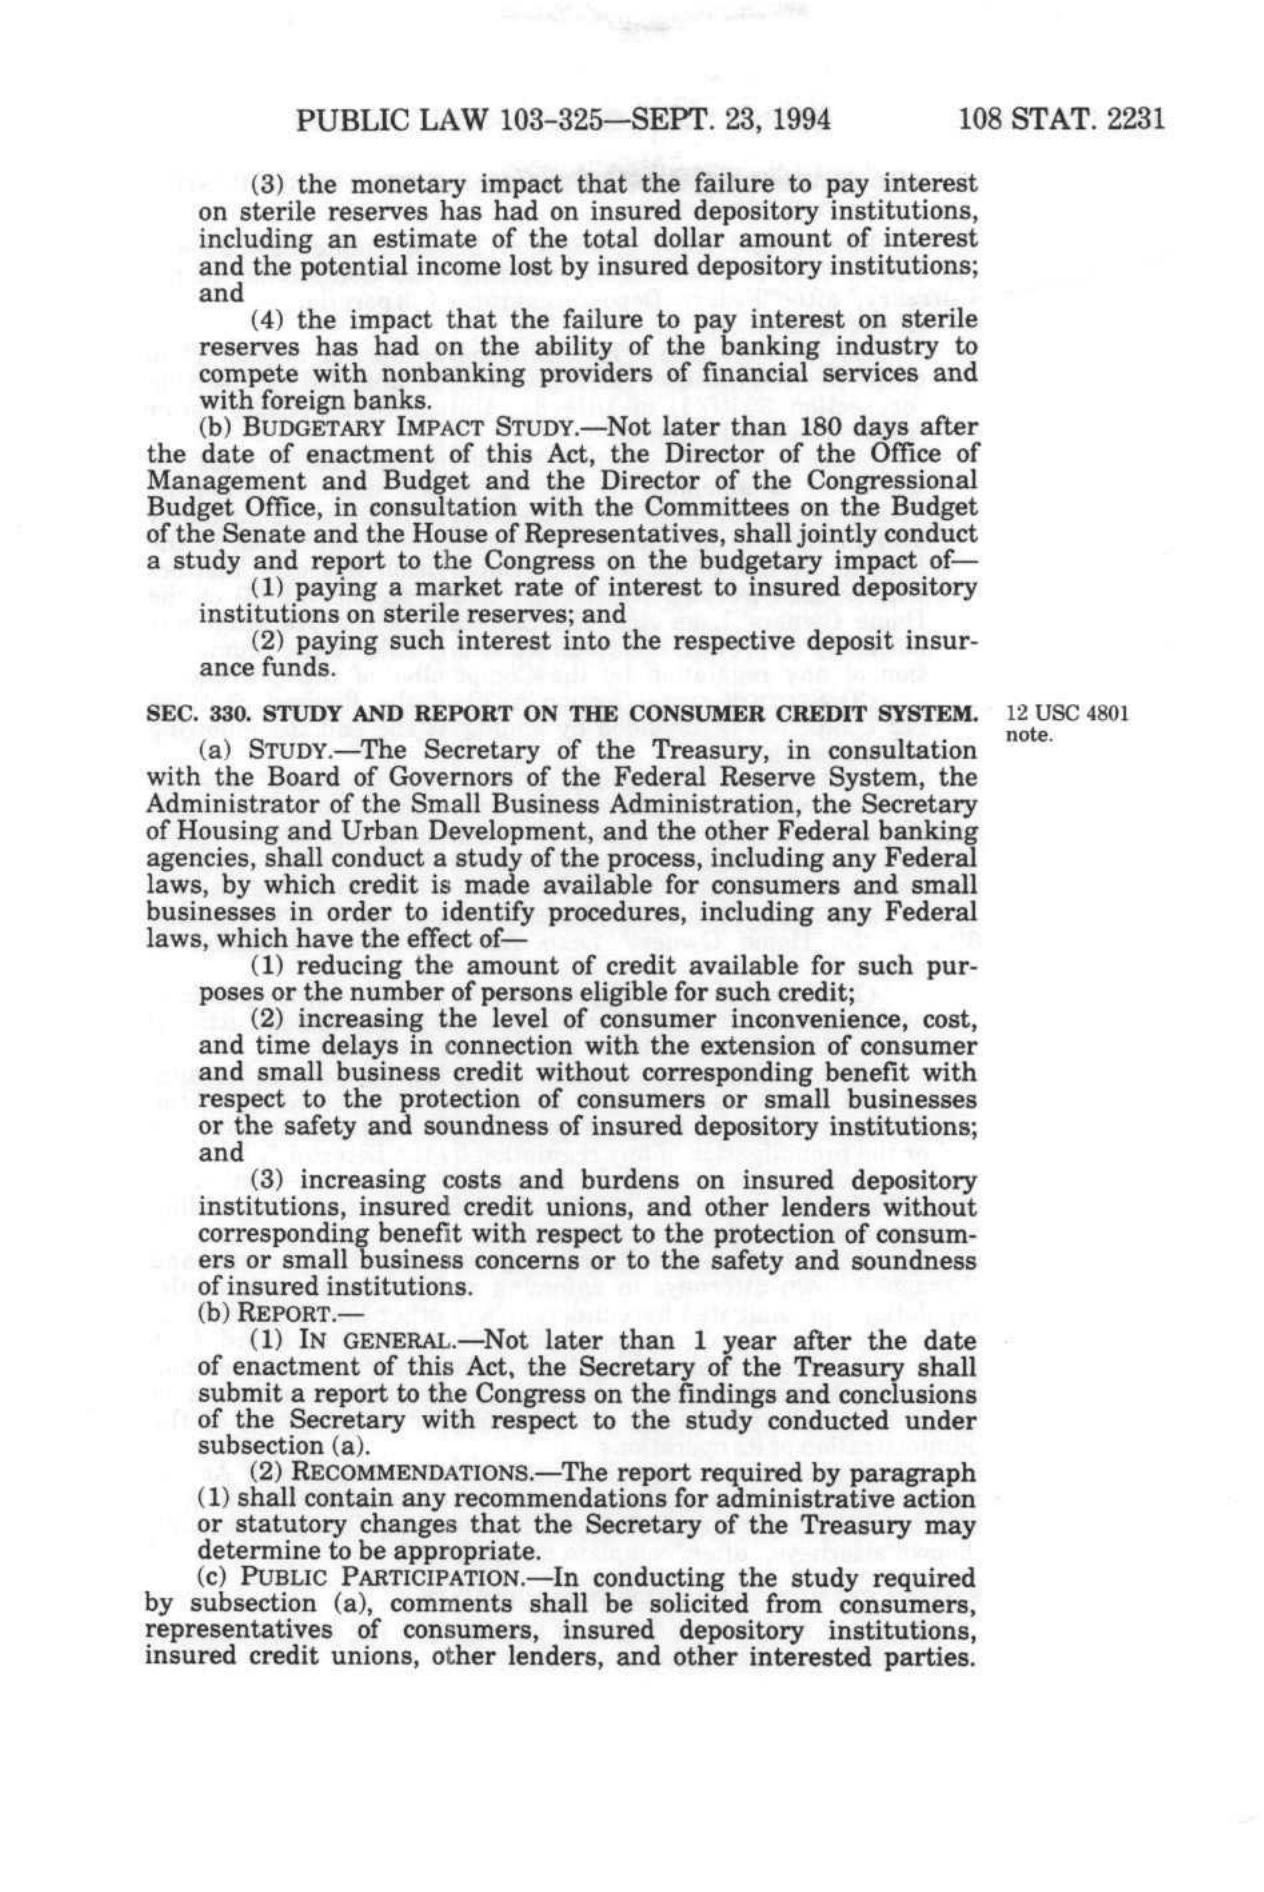 PUBLIC LAW 103–325—SEPT. 23, 1994 108 STAT. 2231
(3) the monetary impact that the failure to pay interest
on sterile reserves has had on insured depository institutions,
including an estimate of the total dollar amount of interest
and the potential income lost by insured depository institutions;
and
(4) the impact that the failure to pay interest on sterile
reserves has had on the ability of the banking industry to
compete with nonbanking providers of financial services and
with foreign banks.
(b) BUDGETARY IMPACT STUDY.—Not later than 180 days after
the date of enactment of this Act, the Director of the Office of
Management and Budget and the Director of the Congressional
Budget Office, in consultation with the Committees on the Budget
of the Senate and the House of Representatives, shall jointly conduct
a study and report to the Congress on the budgetary impact of—
(1) paying a market rate of interest to insured depository
institutions on sterile reserves; and
(2) paying such interest into the respective deposit insur-
ance funds.
SEC. 330. STUDY AND REPORT ON THE CONSUMER CREDIT SYSTEM.
12 USC 4801
note.
(a) STUDY.—The Secretary of the Treasury, in consultation
with the Board of Governors of the Federal Reserve System, the
Administrator of the Small Business Administration, the Secretary
of Housing and Urban Development, and the other Federal banking
agencies, shall conduct a study of the process, including any Federal
laws, by which credit is made available for consumers and small
businesses in order to identify procedures, including any Federal
laws, which have the effect of—
(1) reducing the amount of credit available for such pur-
poses or the number of persons eligible for such credit;
(2) increasing the level of consumer inconvenience, cost,
and time delays in connection with the extension of consumer
and small business credit without corresponding benefit with
respect to the protection of consumers or small businesses
or the safety and soundness of insured depository institutions;
and
(3) increasing costs and burdens on insured depository
institutions, insured credit unions, and other lenders without
corresponding benefit with respect to the protection of consum-
ers or small business concerns or to the safety and soundness
of insured institutions.
(b) REPORT.—
(1) IN GENERAL.—Not later than 1 year after the date
of enactment of this Act, the Secretary of the Treasury shall
submit a report to the Congress on the findings and conclusions
of the Secretary with respect to the study conducted under
subsection (a).
(2) RECOMMENDATIONS.—The report required by paragraph
(1) shall contain any recommendations for administrative action
or statutory changes that the Secretary of the Treasury may
determine to be appropriate.
(c) PUBLIC PARTICIPATION.—In conducting the study required
by subsection (a), comments shall be solicited from consumers,
representatives of consumers, insured depository institutions,
insured credit unions, other lenders, and other interested parties.